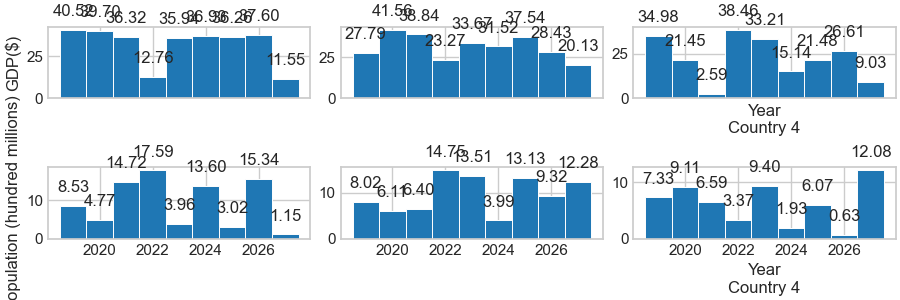 39.70 36.32 12.76 35.94 36.26 37.60 11.55
25
0
27.79 41.56 38.84 23.27 33.67 31.52 37.54 28.43 20.13
25
0
34.98 21.45 2.59 38.46 33.21 15.14 21.48 26.61 9.03
25
0
Year
Country 4
GDP($)
opulation (hundred millions)
8.53 4.77 14.72 17.59 3.96 13.60 3.02 15.34 1.15
10
0
2020 2022 2024 2026
8.02 6.11 6.40 14.75 13.51 3.99 13.13 9.32 12.28
10
0
2020 2022 2024 2026
7.33 9.11 6.59 3.37 9.40 1.93 6.07 0.63 12.08
10
0
2020 2022 2024 2026
Year
Country 4